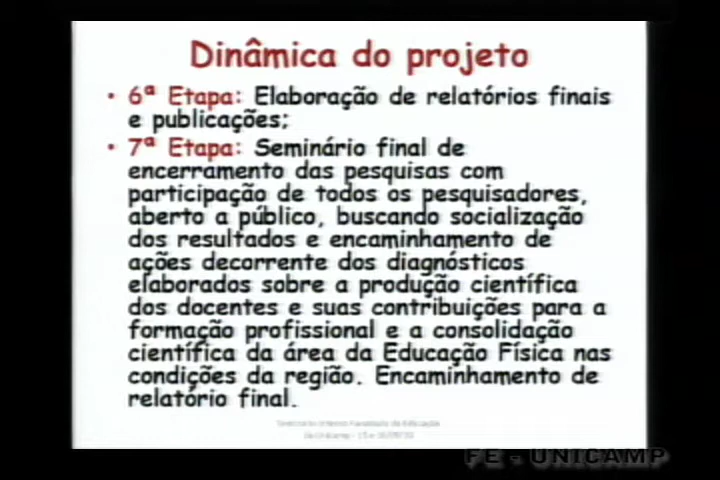 Dinâmica do projeto
• 6ª Etapa: Elaboração de relatórios finais
e publicações;
• 7ª Etapa: Seminário final de
encerramento das pesquisas com
participação de todos os pesquisadores,
aberto a público, buscando socialização
dos resultados e encaminhamento de
ações decorrente dos diagnósticos
elaborados sobre a produção científica
dos docentes e suas contribuições para a
formação profissional e a consolidação
científica da área da Educação Física nas
condições da região. Encaminhamento de
relatório final.
FE - UNICAMP